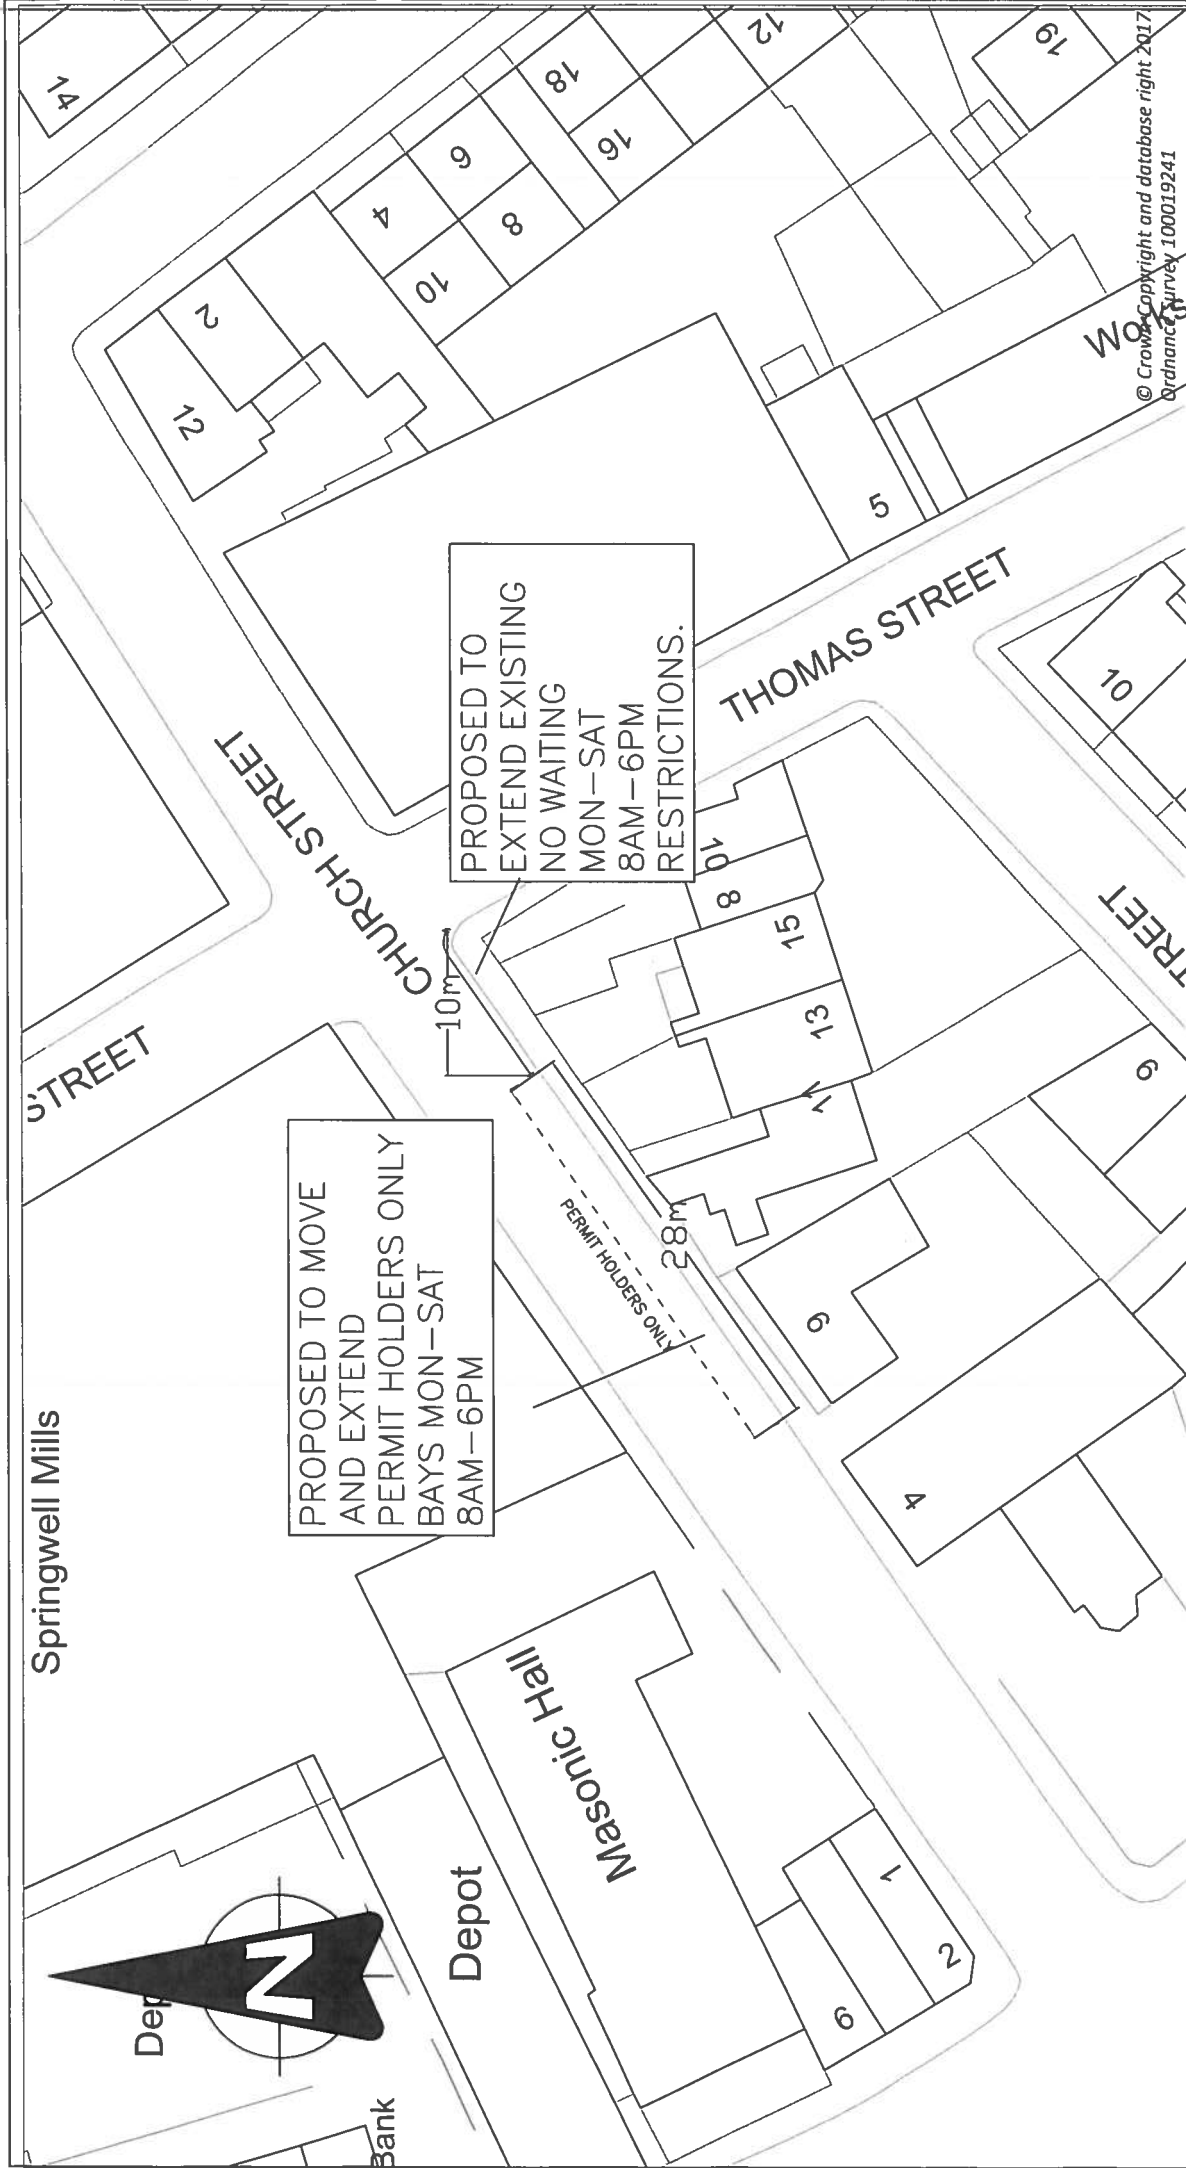 Springwell Mills
Depot
Bank
N
Masonic Hall
6
2
1
4
9
PROPOSED TO MOVE
AND EXTEND
PERMIT HOLDERS ONLY
BAYS MON-SAT
8AM-6PM
PERMIT HOLDERS ONLY
28m
10m
STREET
CHURCH STREET
PROPOSED TO
EXTEND EXISTING
NO WAITING
MON-SAT
8AM-6PM
RESTRICTIONS.
11
13
15
8
10
9
STREET
THOMAS STREET
10
5
Works
12
2
4
6
10
8
18
16
12
14
19
© Crown Copyright and database right 2017.
Ordnance Survey 100019241